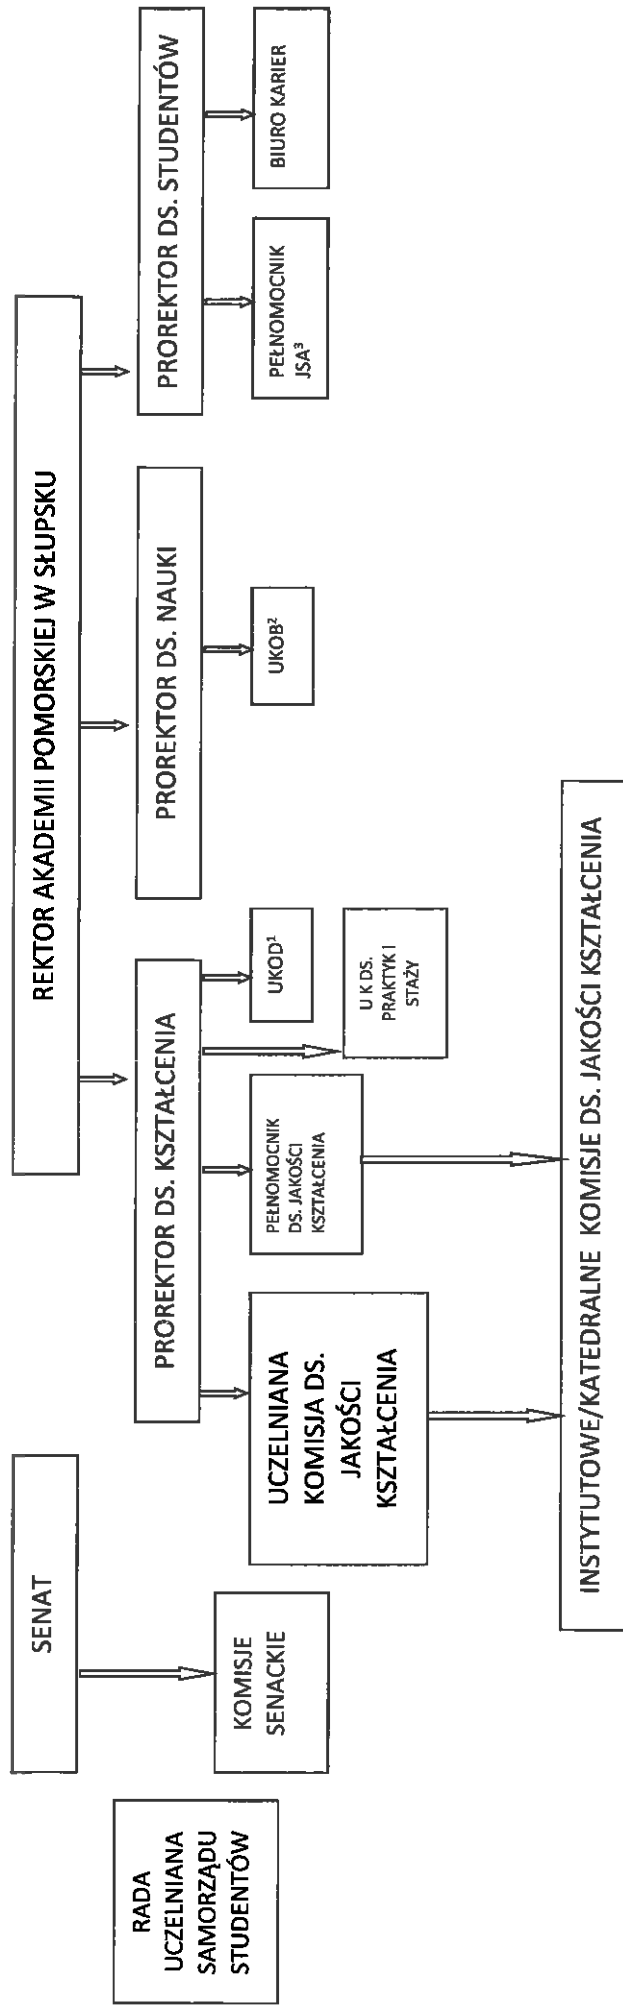 SENAT
REKTOR AKADEMII POMORSKIEJ W SŁUPSKU
RADA
UCZELNIANA
SAMORZĄDU
STUDENTÓW
KOMISJE
SENACKIE
PROREKTOR DS. KSZTAŁCENIA
PROREKTOR DS. NAUKI
PROREKTOR DS. STUDENTÓW
UCZELNIANA
KOMISJA DS.
JAKOŚCI
KSZTAŁCENIA
PEŁNOMOCNIK
DS. JAKOŚCI
KSZTAŁCENIA
UKOD¹
U K DS.
PRAKTYK I
STAŻY
UKOB²
PEŁNOMOCNIK
JSA³
BIURO KARIER
INSTYTUTOWE/KATEDRALNE KOMISJE DS. JAKOŚCI KSZTAŁCENIA